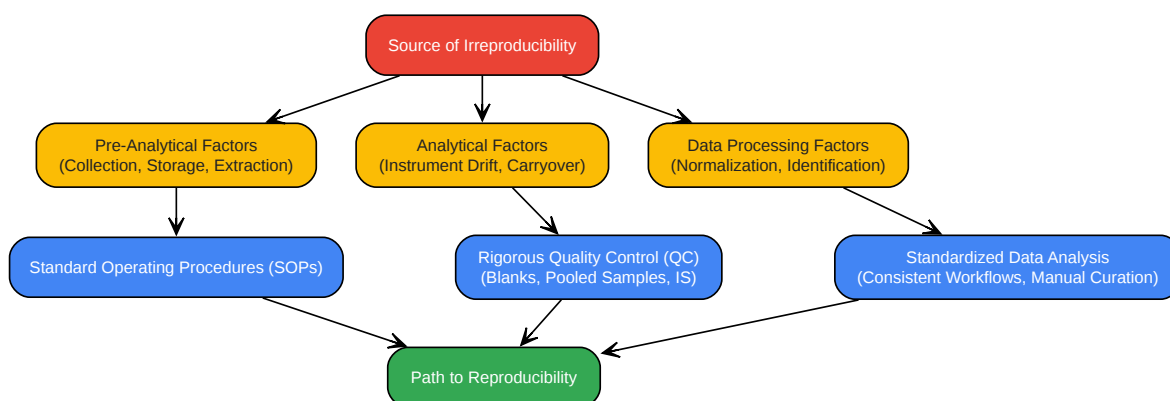 Source of Irreproducibility
Pre-Analytical Factors
(Collection, Storage, Extraction)
Analytical Factors
(Instrument Drift, Carryover)
Data Processing Factors
(Normalization, Identification)
Standard Operating Procedures (SOPs)
Rigorous Quality Control (QC)
(Blanks, Pooled Samples, IS)
Standardized Data Analysis
(Consistent Workflows, Manual Curation)
Path to Reproducibility